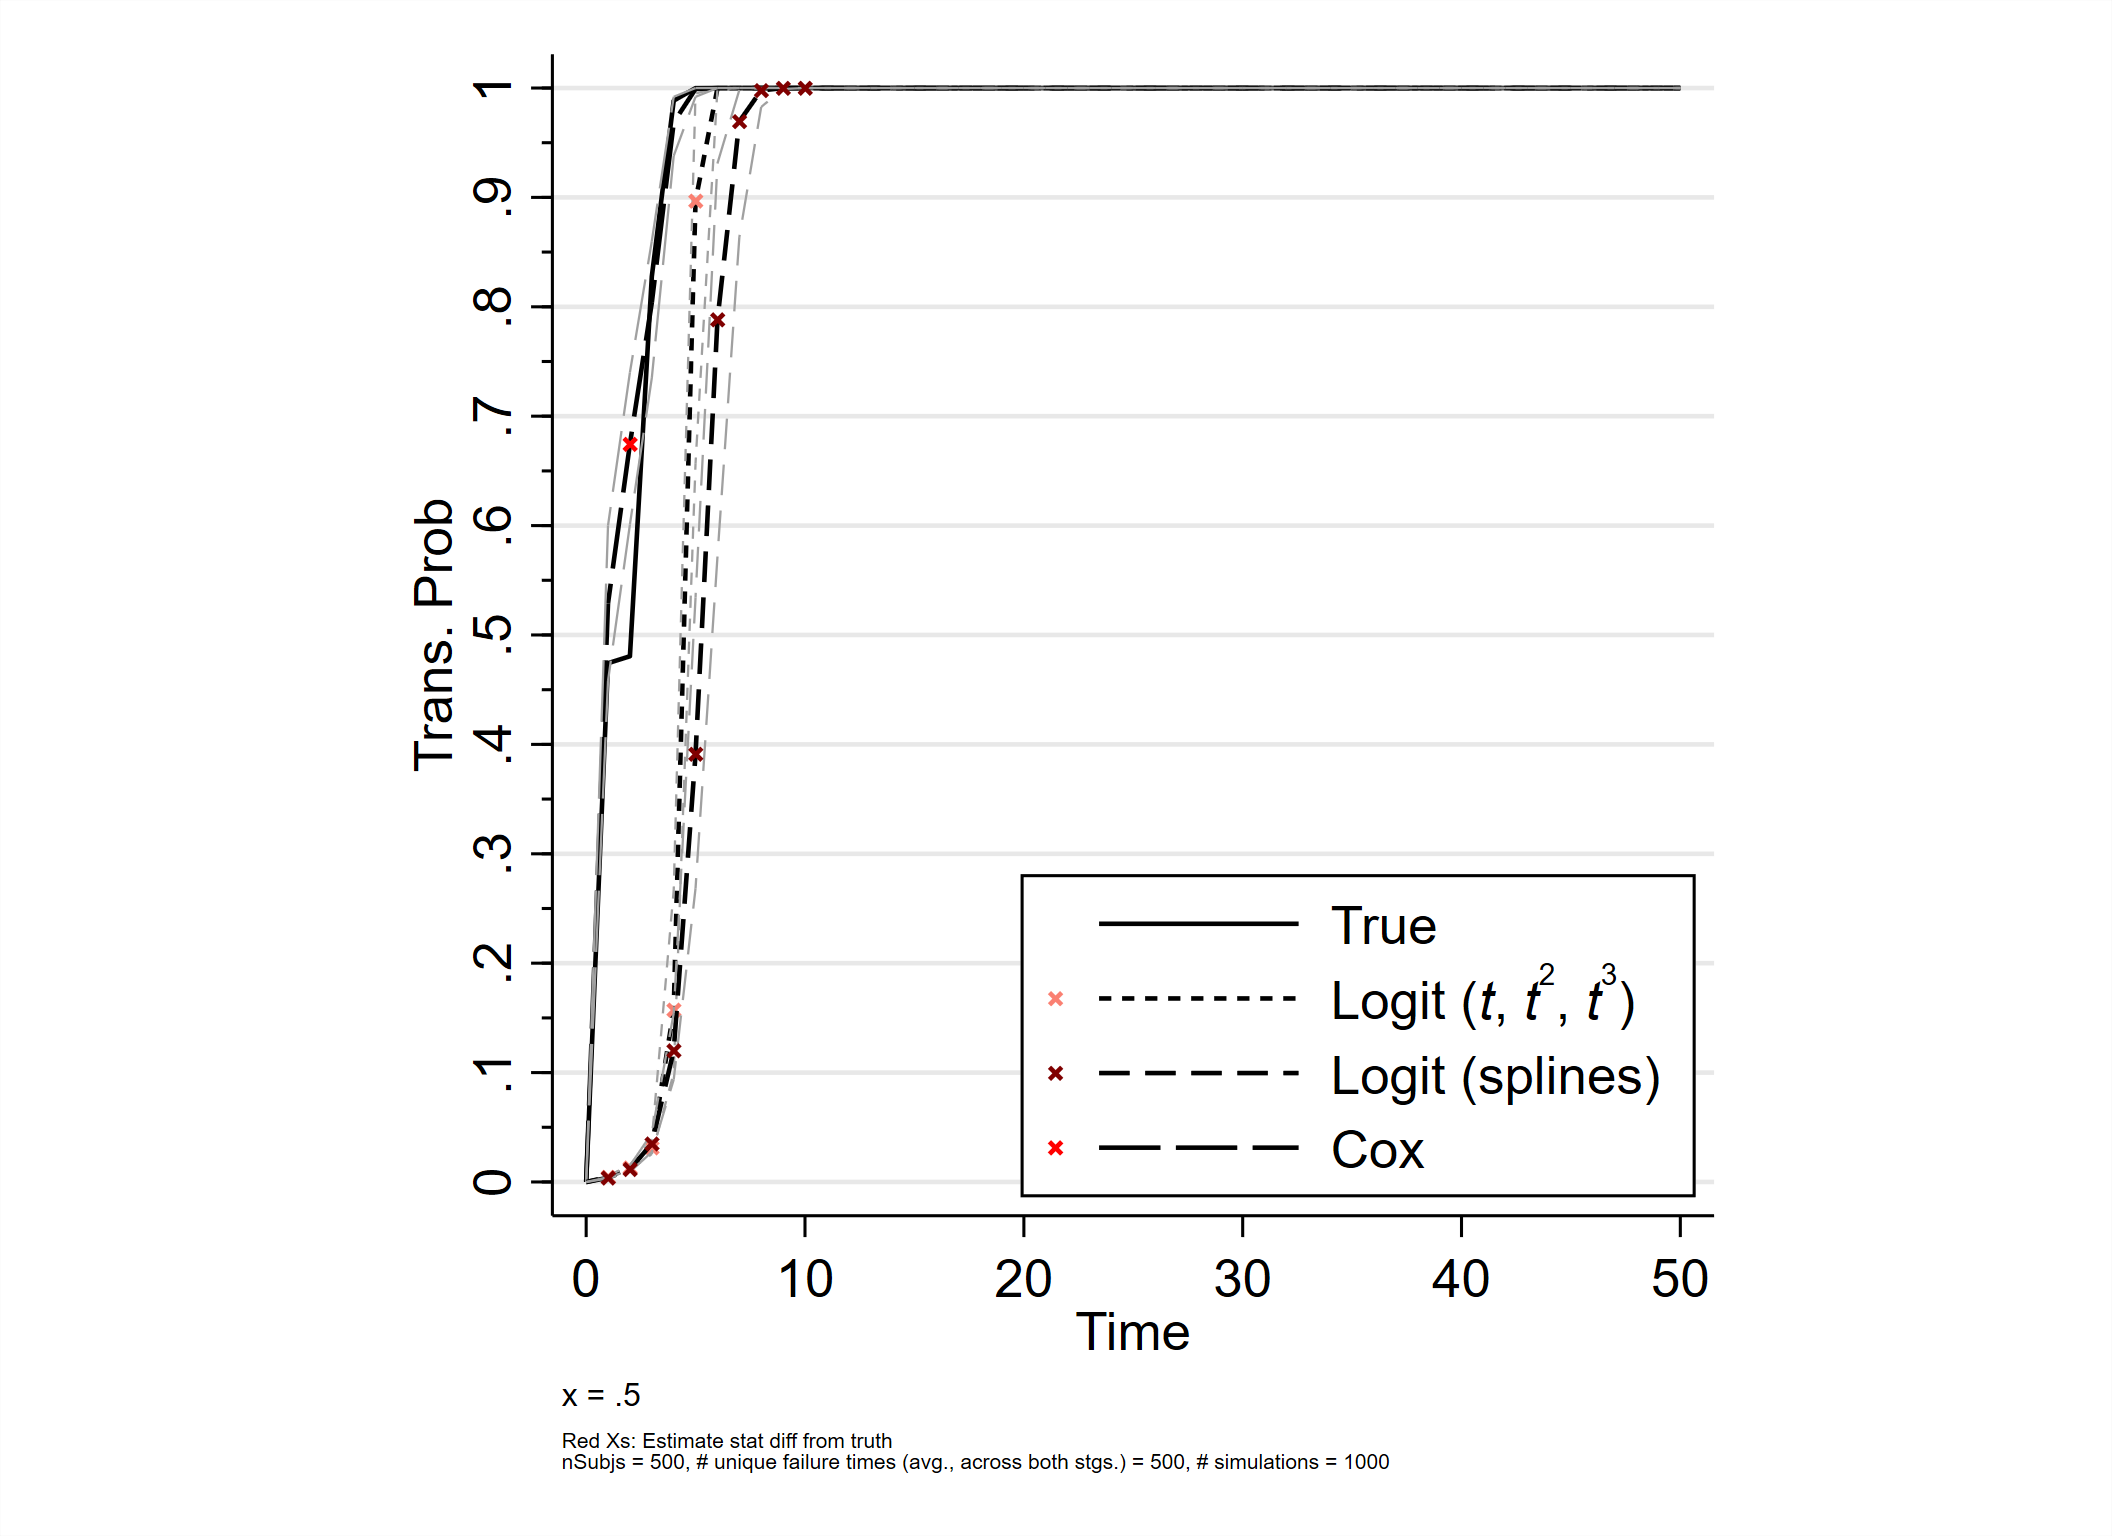 Trans. Prob
1
.9
.8
.7
.6
.5
.4
.3
.2
.1
0
True
Logit (t, t², t³)
Logit (splines)
Cox
0 10 20 30 40 50
Time
x = .5
Red Xs: Estimate stat diff from truth
nSubjs = 500, # unique failure times (avg., across both stgs.) = 500, # simulations = 1000